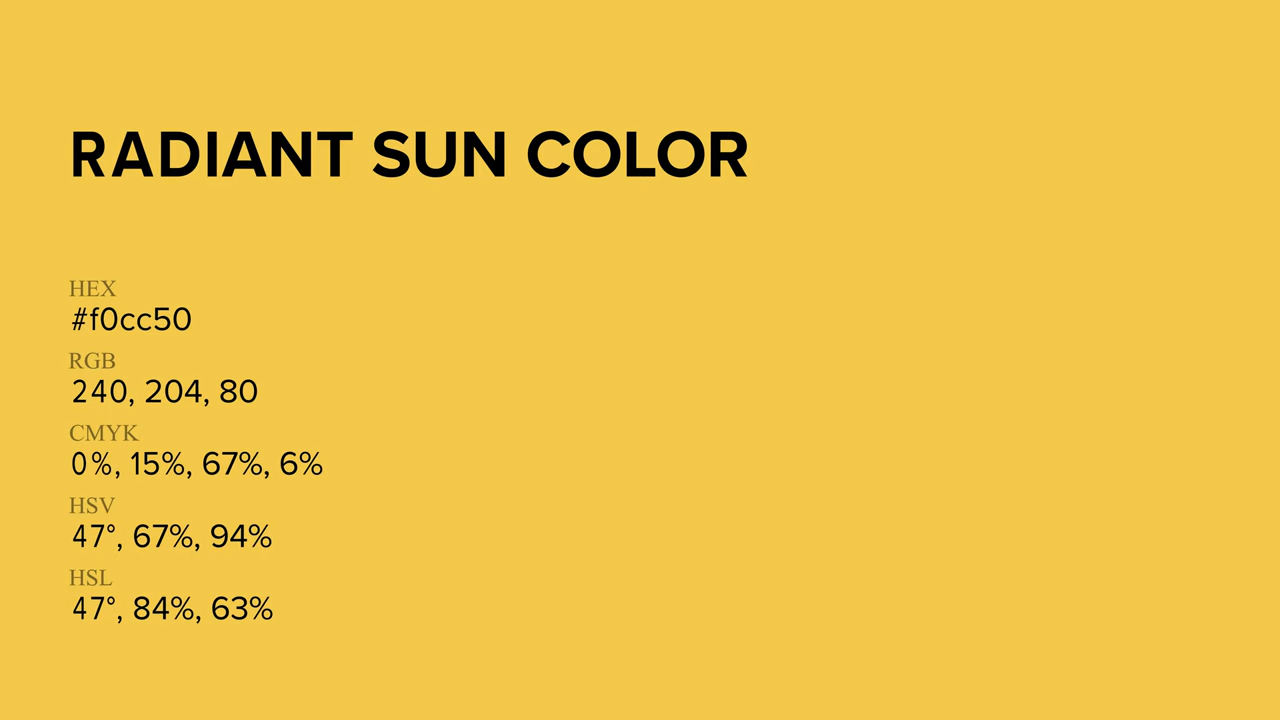 RADIANT SUN COLOR
HEX
#f0cc50
RGB
240, 204, 80
CMYK
0%, 15%, 67%, 6%
HSV
47°, 67%, 94%
HSL
47°, 84%, 63%